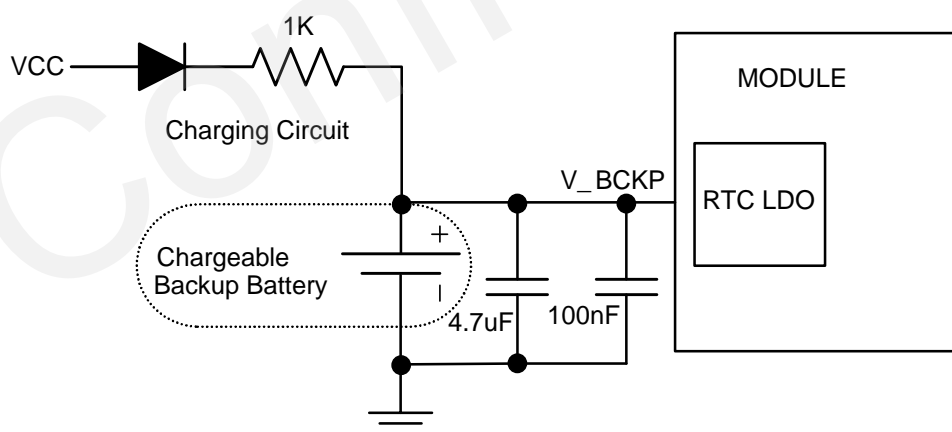 1K
VCC
MODULE
Charging Circuit
V_BCKP
RTC LDO
+
Chargeable
Backup Battery
4.7uF
100nF